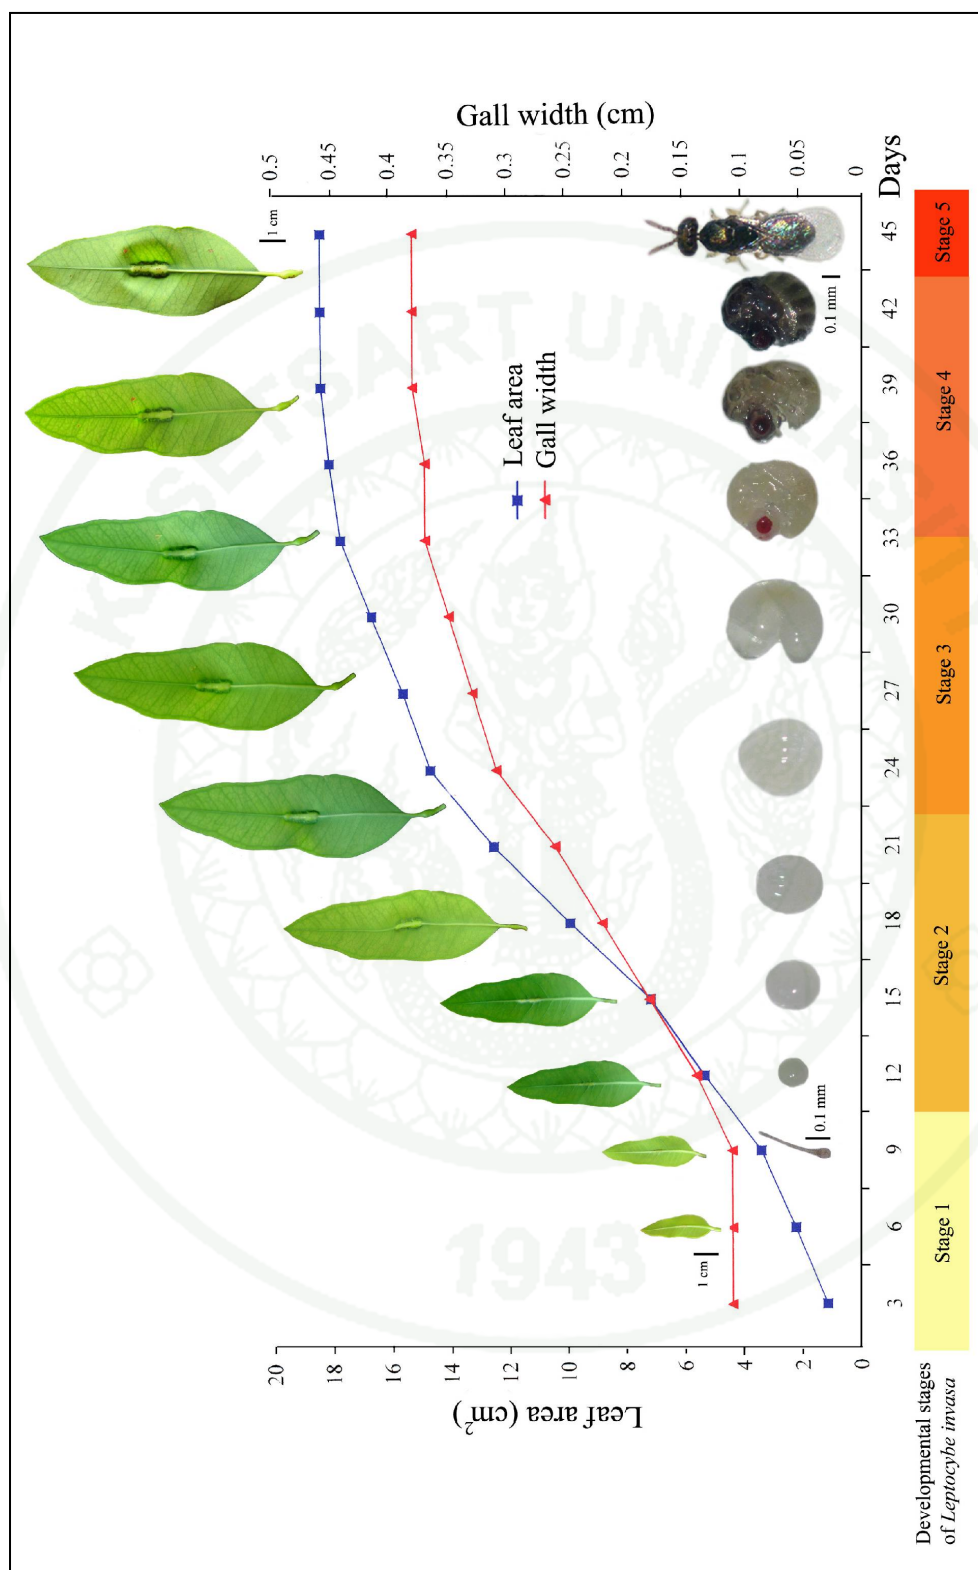 Gall width (cm)
0.5
0.45
0.4
0.35
0.3
0.25
0.2
0.15
0.1
0.05
0
Days
1 cm
Leaf area
Gall width
0.1 mm
0.1 mm
1 cm
20
18
16
14
12
10
8
6
4
2
0
Leaf area (cm²)
3
6
9
12
15
18
21
24
27
30
33
36
39
42
45
Developmental stages
of Leptocybe invasa
Stage 1
Stage 2
Stage 3
Stage 4
Stage 5
KASETSART UNIVERSITY
1943